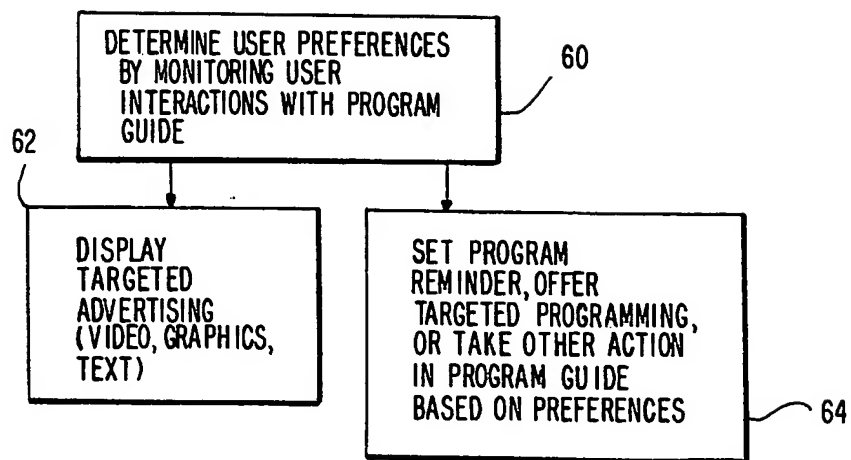 DETERMINE USER PREFERENCES
BY MONITORING USER
INTERACTIONS WITH PROGRAM
GUIDE
60
62
DISPLAY
TARGETED
ADVERTISING
(VIDEO, GRAPHICS,
TEXT)
SET PROGRAM
REMINDER, OFFER
TARGETED PROGRAMMING,
OR TAKE OTHER ACTION
IN PROGRAM GUIDE
BASED ON PREFERENCES
64